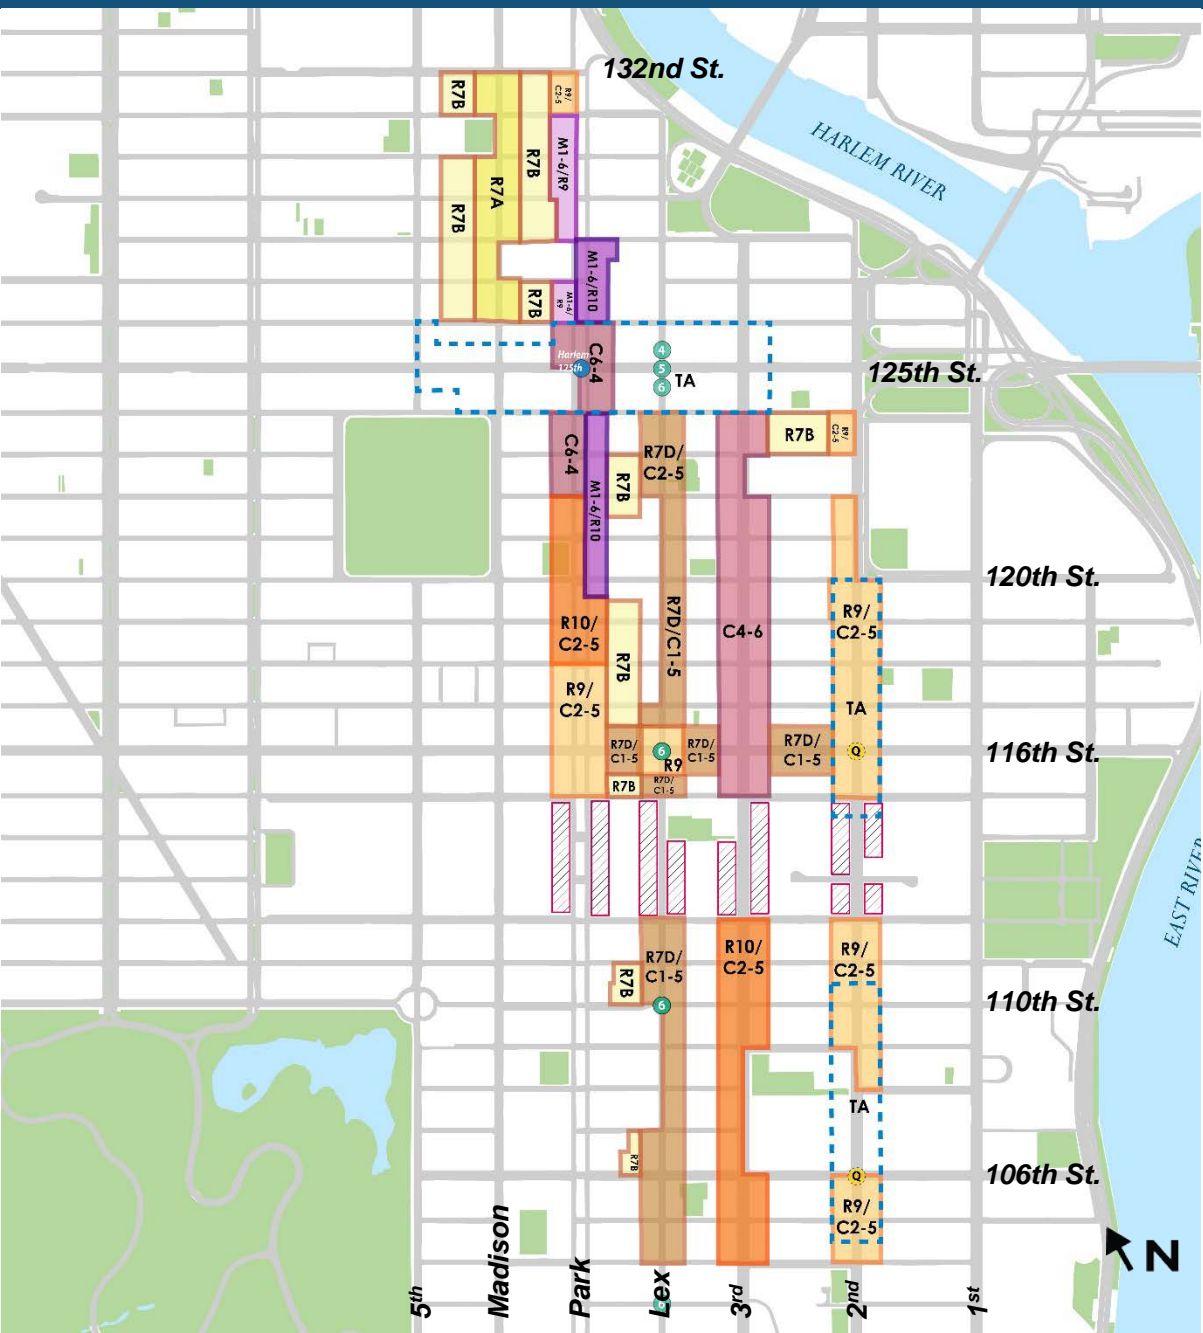 132nd St.
R7B
R9/
C2-5
HARLEM RIVER
R7B
M1-6/R9
R7A
R7B
M1-6/R10
R7B
M1-6/
R9
C6-4
Harlem
125th
4
5
6
TA
125th St.
C6-4
R7D/
C2-5
R7B
R9/
C2-5
R7B
M1-6/R10
120th St.
R10/
C2-5
R7D/C1-5
C4-6
R9/
C2-5
R7B
R9/
C2-5
TA
R7D/
C1-5
6
R9
R7D/
C1-5
R7D/
C1-5
Q
116th St.
R7B
R7D/
C1-5
EAST RIVER
R7D/
C1-5
R10/
C2-5
R9/
C2-5
R7B
6
110th St.
TA
R7B
Q
106th St.
R9/
C2-5
N
5th
Madison
Park
Lex
6
3rd
2nd
1st